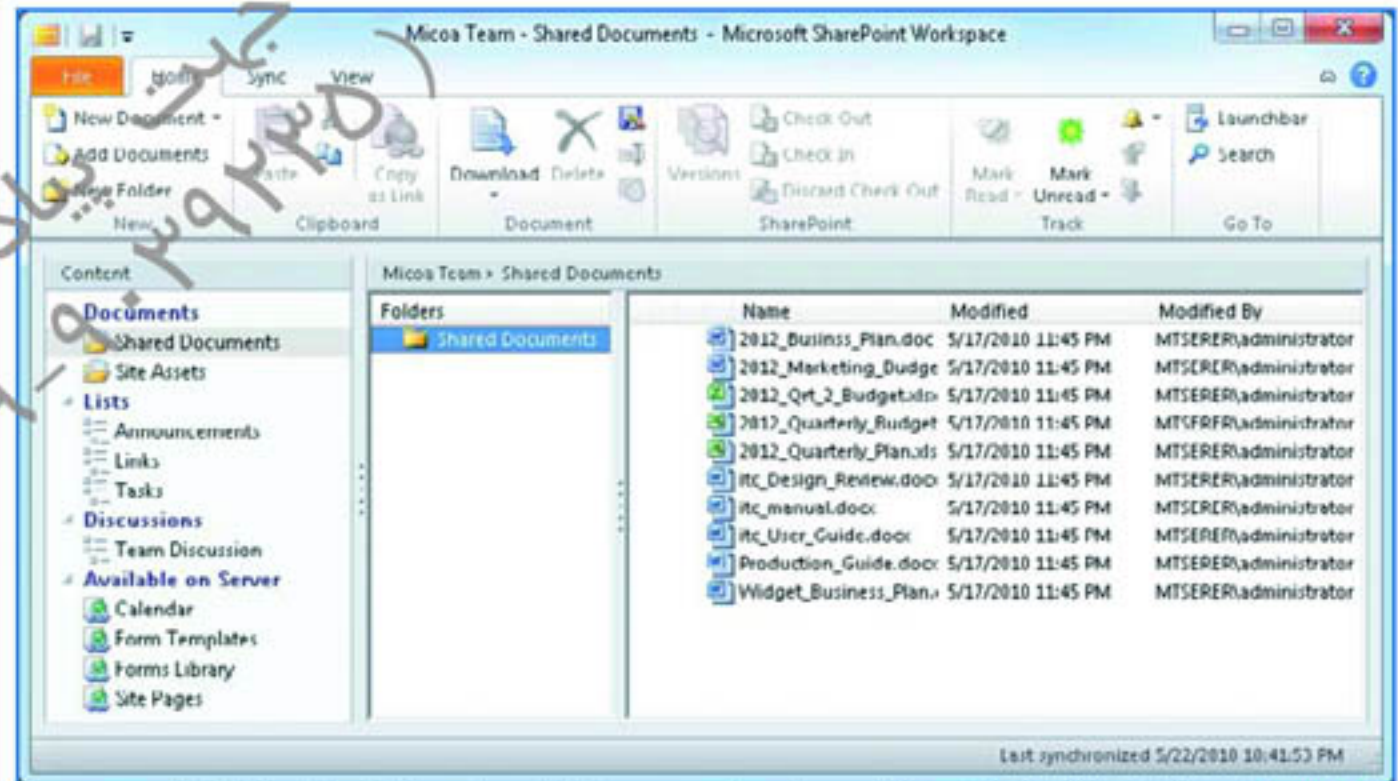 Micoa Team - Shared Documents - Microsoft SharePoint Workspace
File Home Sync View
New Document
Add Documents
New Folder
New
Paste
Copy as Link
Clipboard
Download Delete
Document
Versions
Check Out
Check In
Discard Check Out
SharePoint
Mark Read
Mark Unread
Track
Launchbar
Search
Go To
Content
Documents
Shared Documents
Site Assets
Lists
Announcements
Links
Tasks
Discussions
Team Discussion
Available on Server
Calendar
Form Templates
Forms Library
Site Pages
Micoa Team > Shared Documents
Folders
Shared Documents
Name Modified Modified By
2012_Businss_Plan.doc 5/17/2010 11:45 PM MTSERER\administrator
2012_Marketing_Budge 5/17/2010 11:45 PM MTSERER\administrator
2012_Qrt_2_Budget.xls 5/17/2010 11:45 PM MTSERER\administrator
2012_Quarterly_Budget 5/17/2010 11:45 PM MTSERER\administrator
2012_Quarterly_Plan.xls 5/17/2010 11:45 PM MTSERER\administrator
itc_Design_Review.docx 5/17/2010 11:45 PM MTSERER\administrator
itc_manual.docx 5/17/2010 11:45 PM MTSERER\administrator
itc_User_Guide.docx 5/17/2010 11:45 PM MTSERER\administrator
Production_Guide.docx 5/17/2010 11:45 PM MTSERER\administrator
Widget_Business_Plan. 5/17/2010 11:45 PM MTSERER\administrator
Last synchronized 5/22/2010 10:41:53 PM